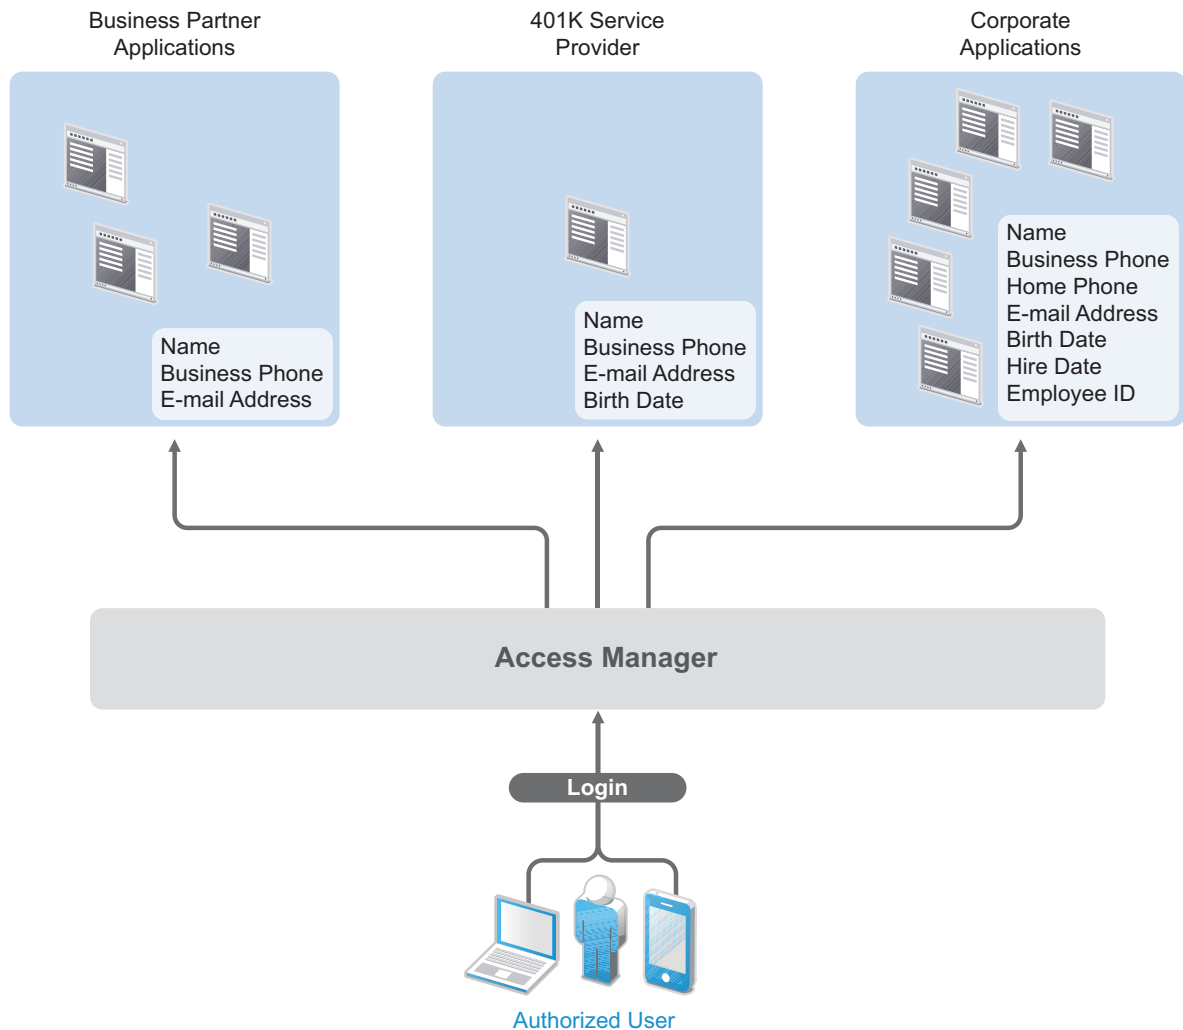 Business Partner
Applications
401K Service
Provider
Corporate
Applications
Name
Business Phone
E-mail Address
Name
Business Phone
E-mail Address
Birth Date
Name
Business Phone
Home Phone
E-mail Address
Birth Date
Hire Date
Employee ID
Access Manager
Login
Authorized User